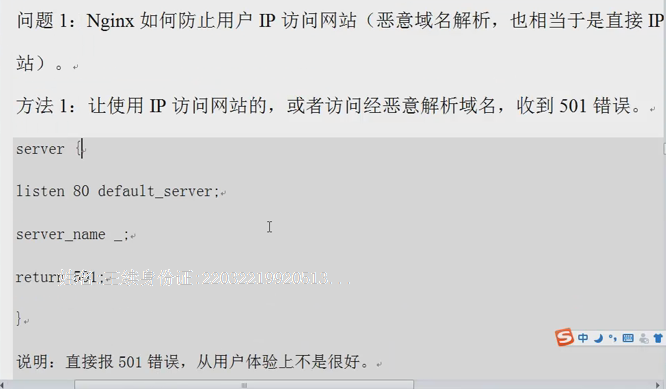 问题 1：Nginx 如何防止用户 IP 访问网站（恶意域名解析，也相当于是直接 IP
站）。
方法 1：让使用 IP 访问网站的，或者访问经恶意解析域名，收到 501 错误。
server {
listen 80 default_server;
server_name _;
return 501;
}
说明：直接报 501 错误，从用户体验上不是很好。
中